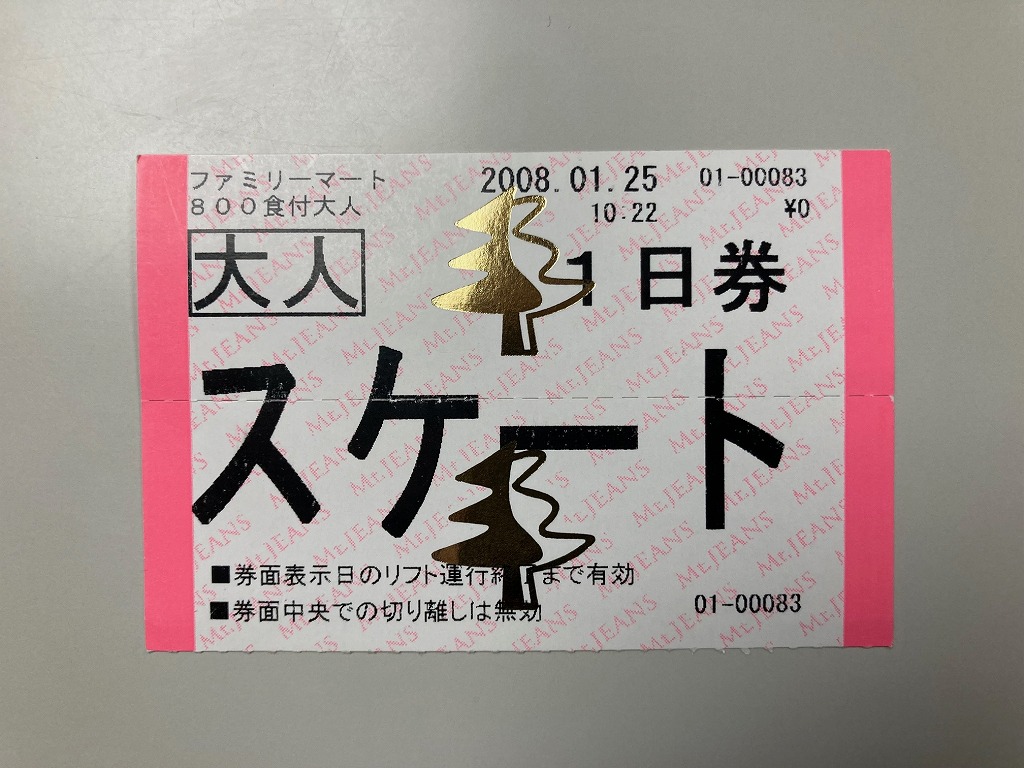 ファミリーマート 2008.01.25 01-00083
800食付大人 10:22 ¥0
大人 1日券
スケート
■券面表示日のリフト運行終了まで有効
■券面中央での切り離しは無効
01-00083
MT.JEANS